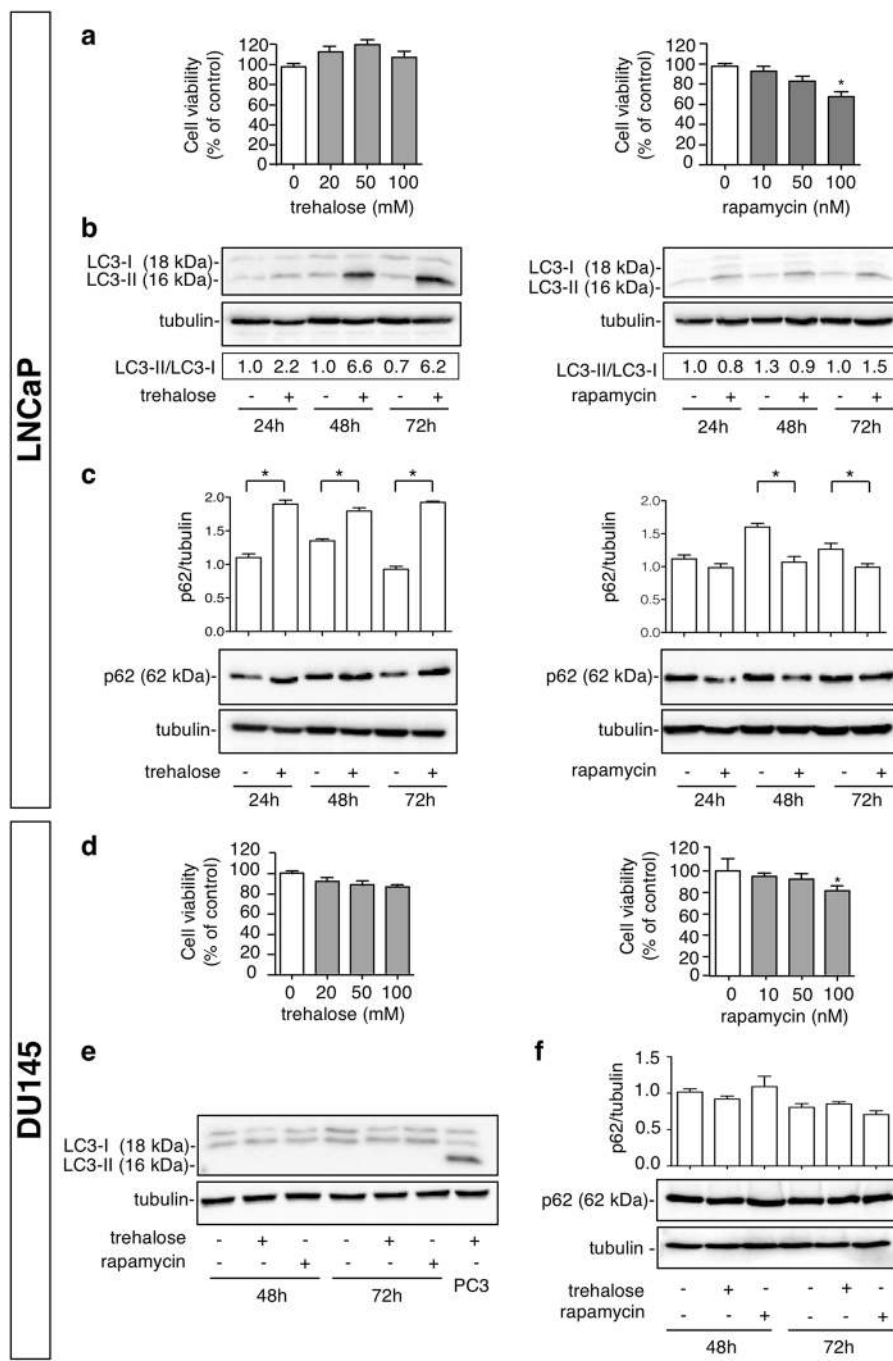 LNCaP
a
Cell viability
(% of control)
120
100
80
60
40
20
0
0 20 50 100
trehalose (mM)
Cell viability
(% of control)
120
100
80
60
40
20
0
*
0 10 50 100
rapamycin (nM)
b
LC3-I (18 kDa)-
LC3-II (16 kDa)-
tubulin-
LC3-II/LC3-I 1.0 2.2 1.0 6.6 0.7 6.2
trehalose - + - + - +
24h 48h 72h
LC3-I (18 kDa)-
LC3-II (16 kDa)-
tubulin-
LC3-II/LC3-I 1.0 0.8 1.3 0.9 1.0 1.5
rapamycin - + - + - +
24h 48h 72h
c
p62/tubulin
2.0
1.5
1.0
0.5
0.0
* * *
p62 (62 kDa)-
tubulin-
trehalose - + - + - +
24h 48h 72h
p62/tubulin
2.0
1.5
1.0
0.5
0.0
* *
p62 (62 kDa)-
tubulin-
rapamycin - + - + - +
24h 48h 72h
DU145
d
Cell viability
(% of control)
120
100
80
60
40
20
0
0 20 50 100
trehalose (mM)
Cell viability
(% of control)
120
100
80
60
40
20
0
*
0 10 50 100
rapamycin (nM)
e
LC3-I (18 kDa)-
LC3-II (16 kDa)-
tubulin-
trehalose - + - - + - +
rapamycin - - + - - + -
48h 72h PC3
f
p62/tubulin
1.5
1.0
0.5
0.0
p62 (62 kDa)-
tubulin -
trehalose - + - - + -
rapamycin - - + - - +
48h 72h